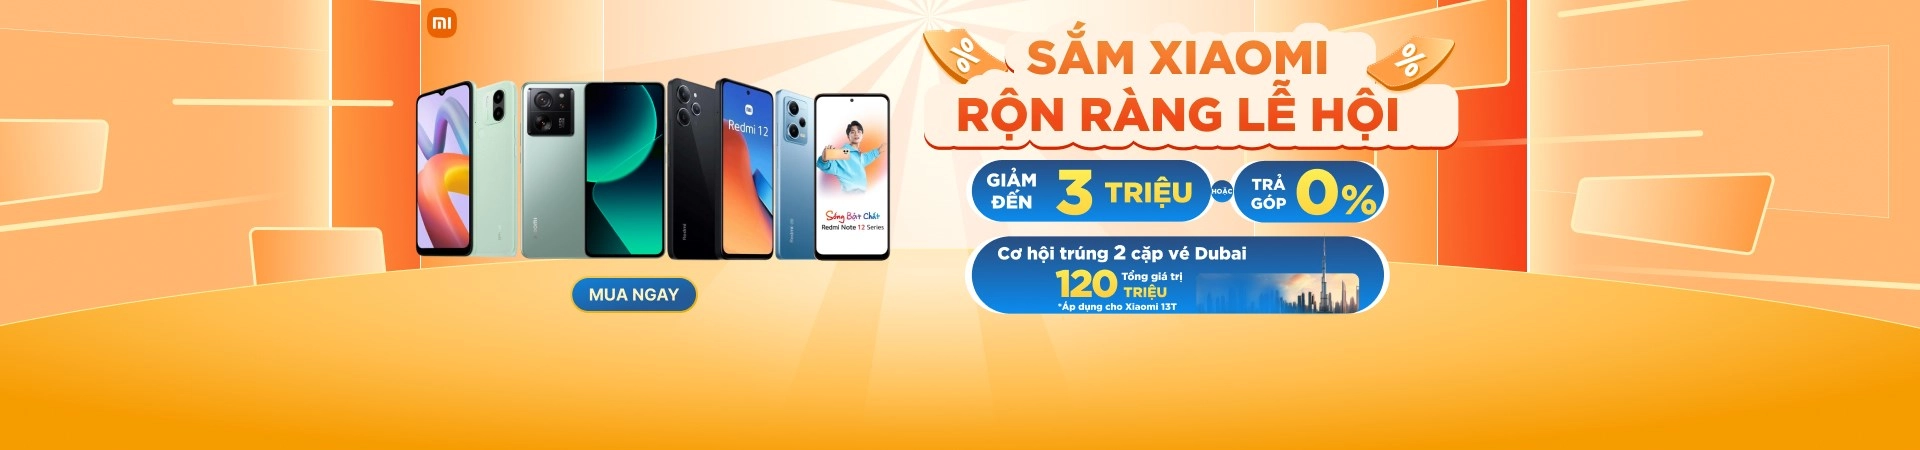 mi
SẮM XIAOMI
RỘN RÀNG LỄ HỘI
GIẢM ĐẾN 3 TRIỆU
HOẶC
TRẢ GÓP 0%
Cơ hội trúng 2 cặp vé Dubai
Tổng giá trị
120 TRIỆU
*Áp dụng cho Xiaomi 13T
Redmi 12
Sống Bật Chất
Redmi Note 12 Series
MUA NGAY